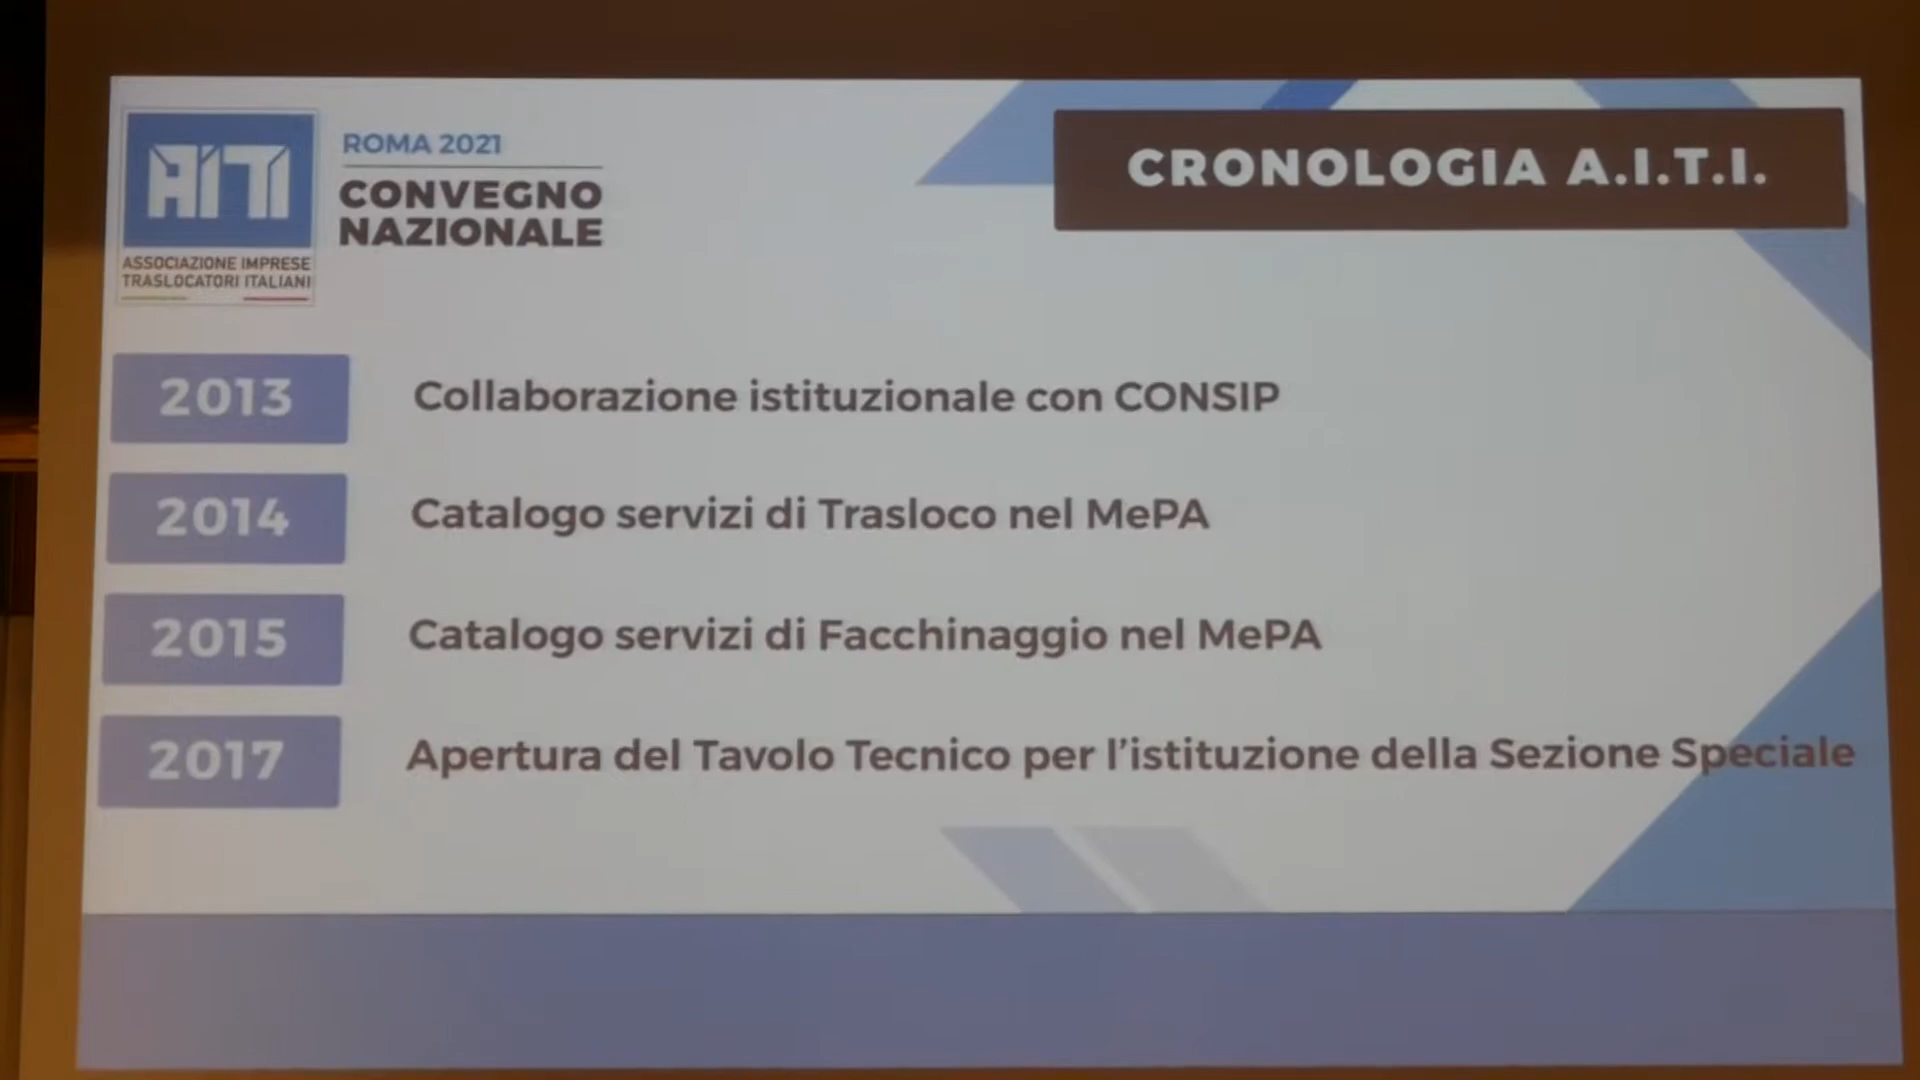 AITI
ASSOCIAZIONE IMPRESE
TRASLOCATORI ITALIANI
ROMA 2021
CONVEGNO
NAZIONALE
CRONOLOGIA A.I.T.I.
2013 Collaborazione istituzionale con CONSIP
2014 Catalogo servizi di Trasloco nel MePA
2015 Catalogo servizi di Facchinaggio nel MePA
2017 Apertura del Tavolo Tecnico per l'istituzione della Sezione Speciale